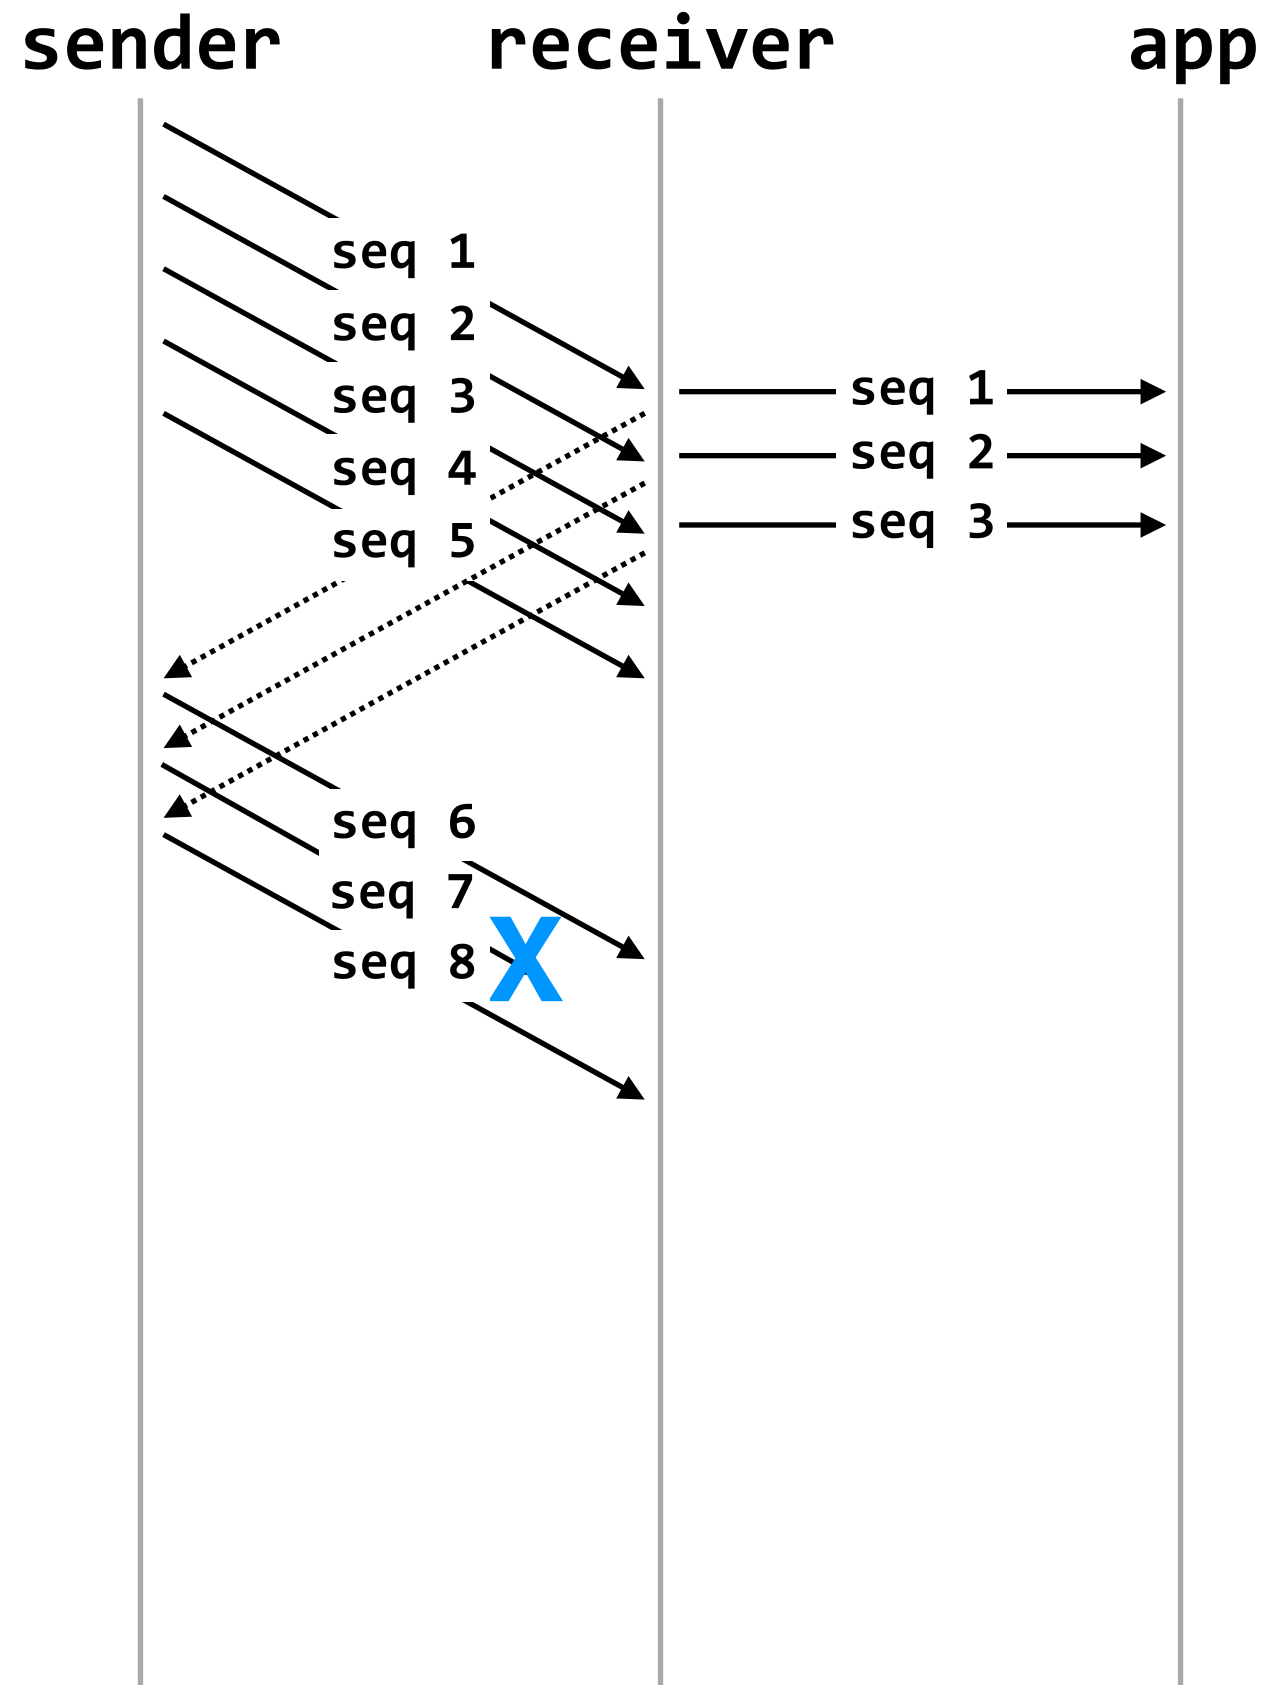 sender receiver app
seq 1
seq 2
seq 3
seq 4
seq 5
seq 1
seq 2
seq 3
seq 6
seq 7
seq 8
X